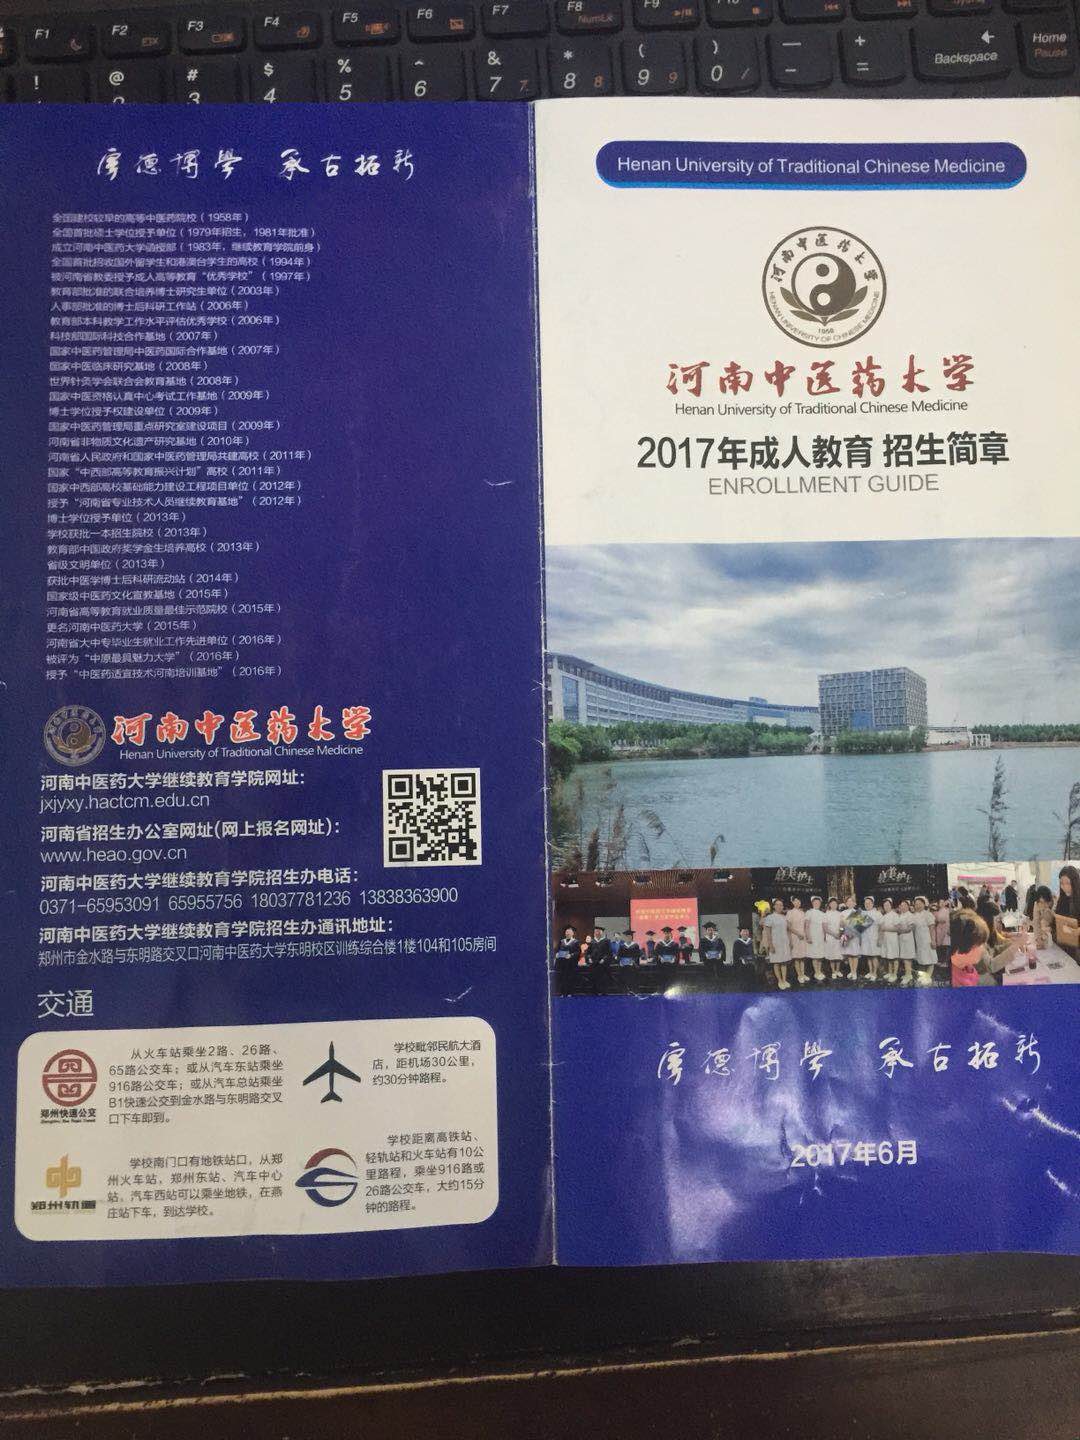 F1
F2
F3
F4
F5
F6
F7
F8
NumLk
F9
Home
Pause
Backspace
!
@
2
#
3
$
4
%
5
^
6
&
7
7
*
8
8
(
9
9
)
0
/
—
-
+
=
厚德博學 承古拓新
全国建校较早的高等中医药院校(1958年)
全国首批硕士学位授予单位(1979年招生,1981年批准)
成立河南中医药大学函授部(1983年,继续教育学院前身)
全国首批招收国外留学生和港澳台学生的高校(1994年)
被河南省教委授予成人高等教育“优秀学校”(1997年)
教育部批准的联合培养博士研究生单位(2003年)
人事部批准的博士后科研工作站(2006年)
教育部本科教学工作水平评估优秀学校(2006年)
科技部国际科技合作基地(2007年)
国家中医药管理局中医药国际合作基地(2007年)
国家中医临床研究基地(2008年)
世界针灸学会联合会教育基地(2008年)
国家中医资格认真中心考试工作基地(2009年)
博士学位授予权建设单位(2009年)
国家中医药管理局重点研究室建设项目(2009年)
河南省非物质文化遗产研究基地(2010年)
河南省人民政府和国家中医药管理局共建高校(2011年)
国家“中西部高等教育振兴计划”高校(2011年)
国家中西部高校基础能力建设工程项目单位(2012年)
授予“河南省专业技术人员继续教育基地”(2012年)
博士学位授予单位(2013年)
学校获批一本招生院校(2013年)
教育部中国政府奖学金生培养高校(2013年)
省级文明单位(2013年)
获批中医学博士后科研流动站(2014年)
国家级中医药文化宣教基地(2015年)
河南省高等教育就业质量最佳示范院校(2015年)
更名河南中医药大学(2015年)
河南省大中专毕业生就业工作先进单位(2016年)
被评为“中原最具魅力大学”(2016年)
授予“中医药适宜技术河南培训基地”(2016年)
河南中医药大学
Henan University of Traditional Chinese Medicine
河南中医药大学继续教育学院网址:
jxjyxy.hactcm.edu.cn
河南省招生办公室网址(网上报名网址):
www.heao.gov.cn
河南中医药大学继续教育学院招生办电话:
0371-65953091 65955756 18037781236 13838363900
河南中医药大学继续教育学院招生办通讯地址:
郑州市金水路与东明路交叉口河南中医药大学东明校区训练综合楼1楼104和105房间
交通
郑州快速公交
从火车站乘坐2路、26路、
65路公交车;或从汽车东站乘坐
916路公交车;或从汽车总站乘坐
B1快速公交到金水路与东明路交叉
口下车即到。
学校毗邻民航大酒
店,距机场30公里,
约30分钟路程。
郑州轨道
学校南门口有地铁站口,从郑
州火车站,郑州东站、汽车中心
站,汽车西站可以乘坐地铁,在燕
庄站下车,到达学校。
学校距离高铁站、
轻轨站和火车站有10公
里路程,乘坐916路或
26路公交车,大约15分
钟的路程。
Henan University of Traditional Chinese Medicine
河南中医药大学
1958
HENAN UNIVERSITY OF CHINESE MEDICINE
河南中医药大学
Henan University of Traditional Chinese Medicine
2017年成人教育 招生简章
ENROLLMENT GUIDE
厚德博學 承古拓新
2017年6月